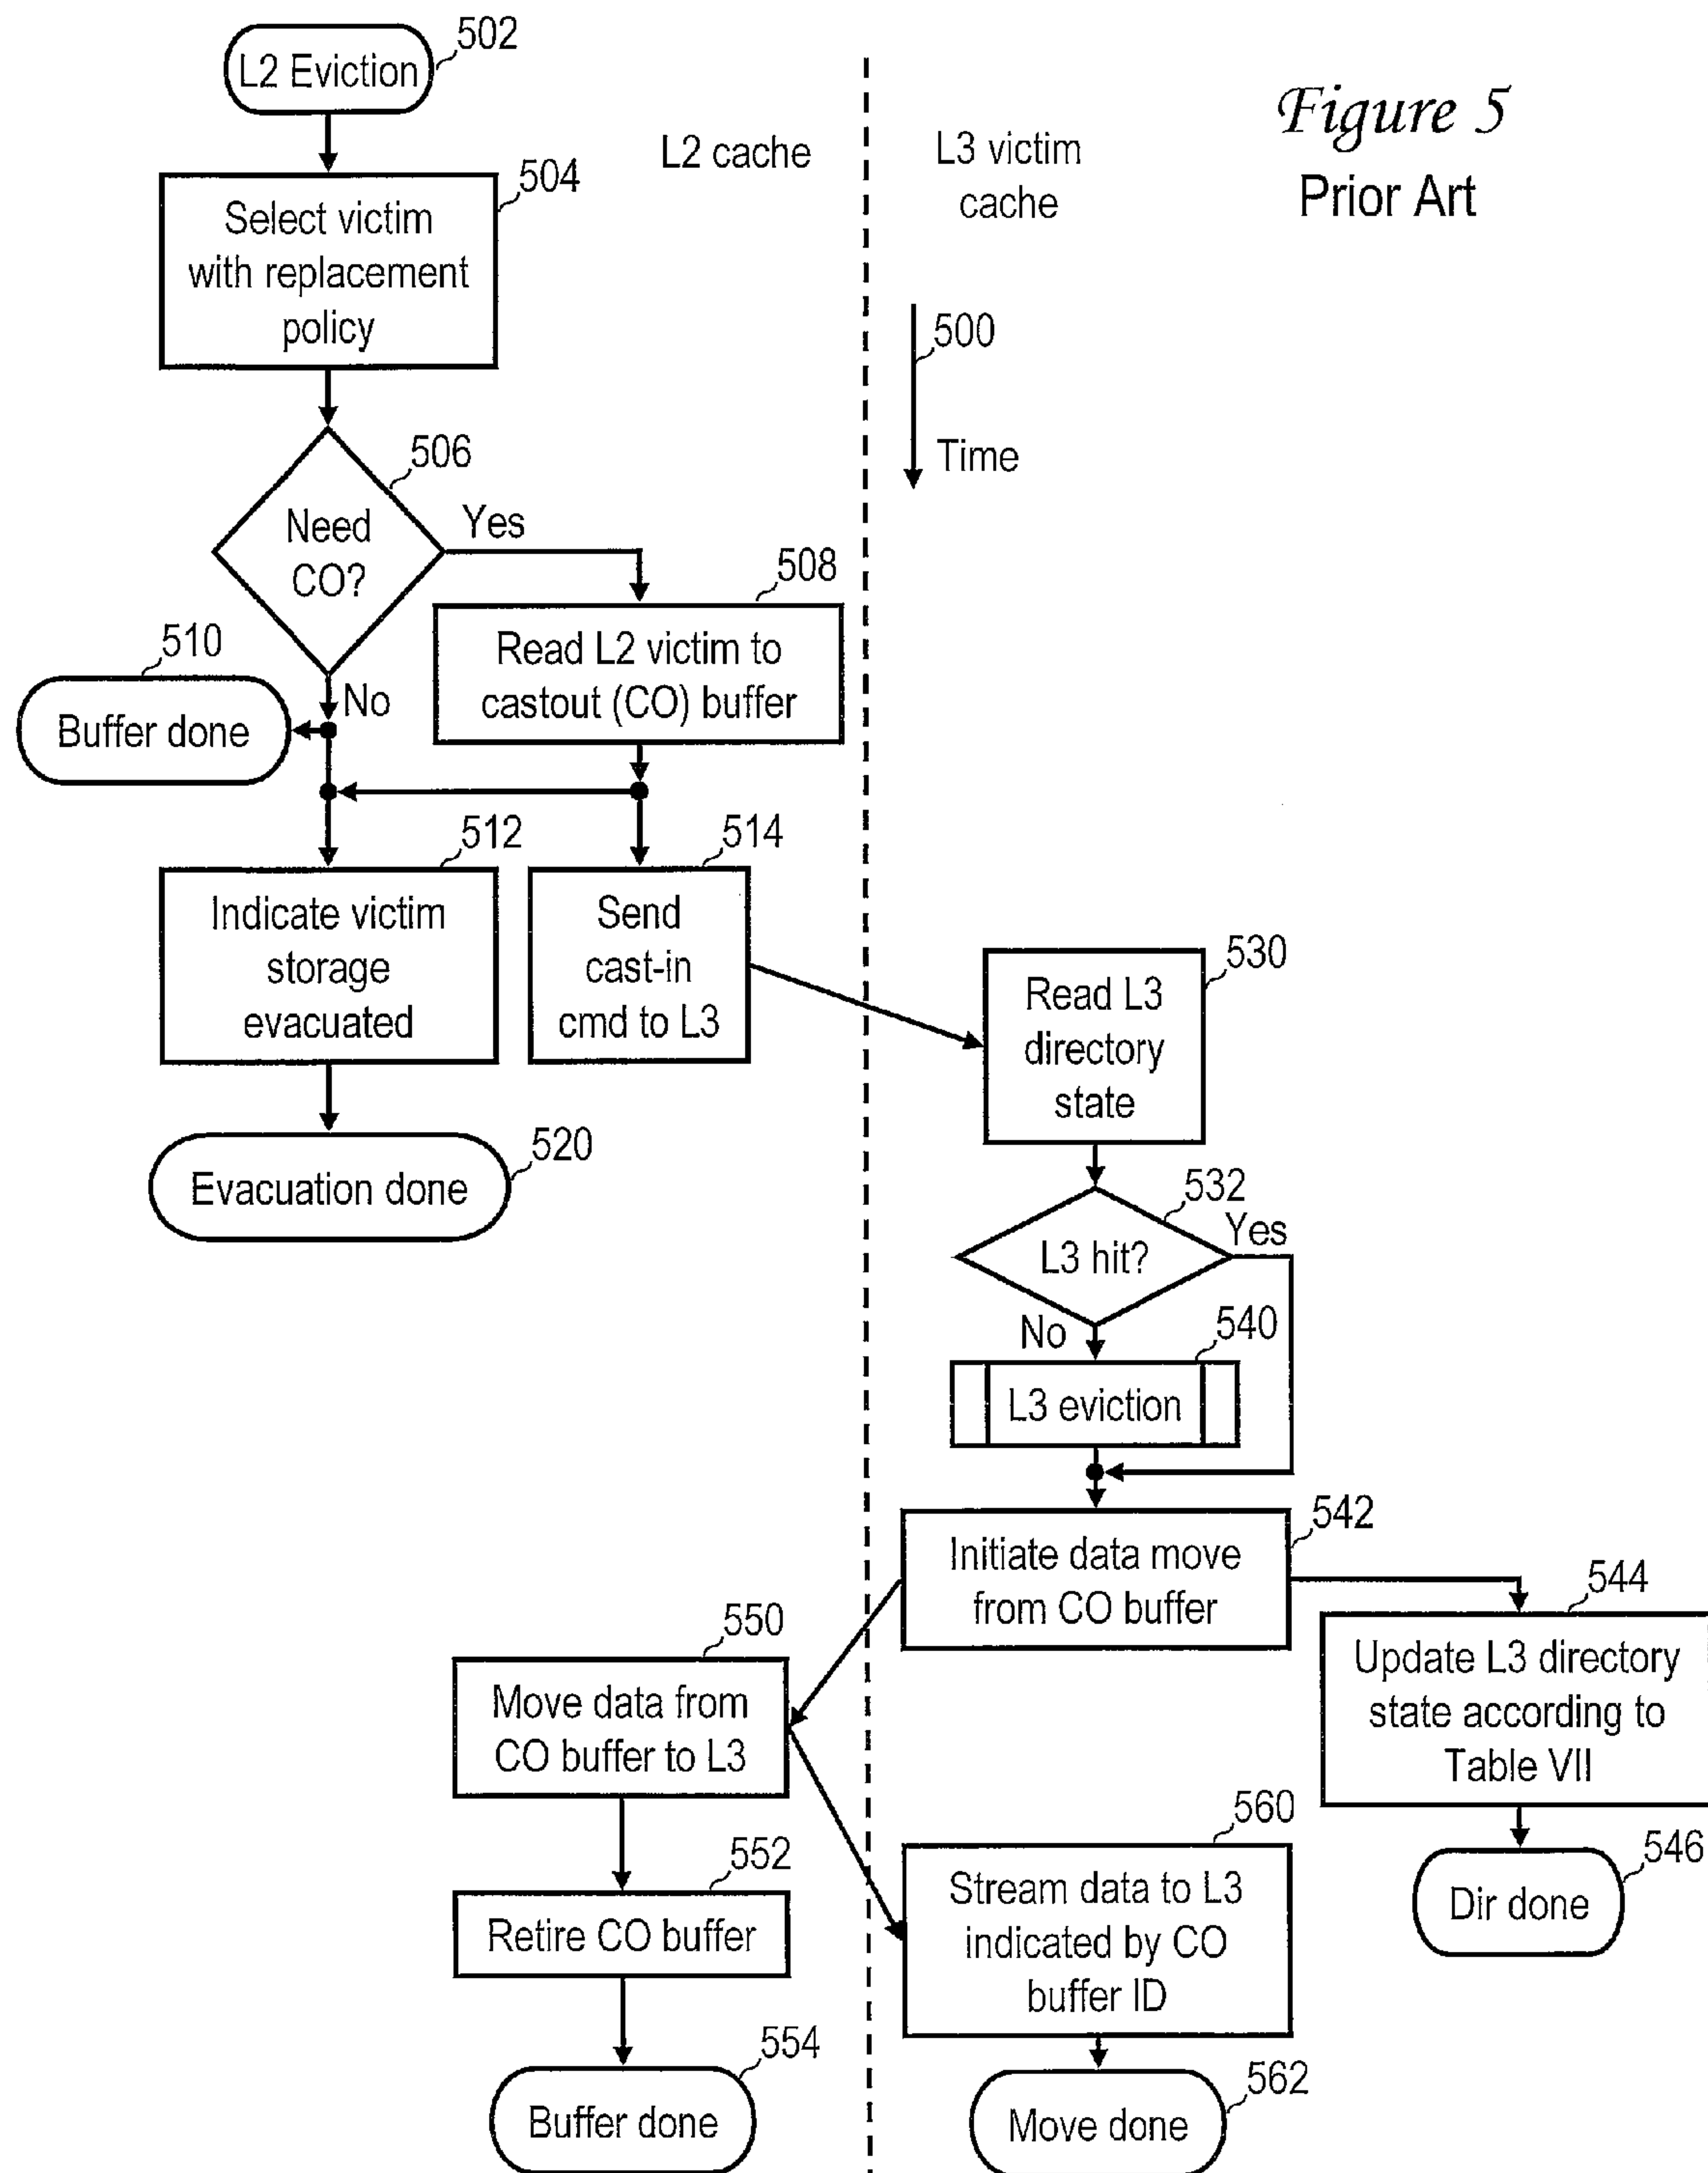 502
L2 Eviction
Figure 5
Prior Art
L2 cache
L3 victim
cache
504
Select victim
with replacement
policy
500
Time
506
Need
CO?
Yes
508
Read L2 victim to
castout (CO) buffer
510
Buffer done
No
512
Indicate victim
storage
evacuated
514
Send
cast-in
cmd to L3
520
Evacuation done
530
Read L3
directory
state
532
L3 hit?
Yes
No
540
L3 eviction
542
Initiate data move
from CO buffer
544
Update L3 directory
state according to
Table VII
546
Dir done
550
Move data from
CO buffer to L3
552
Retire CO buffer
554
Buffer done
560
Stream data to L3
indicated by CO
buffer ID
562
Move done